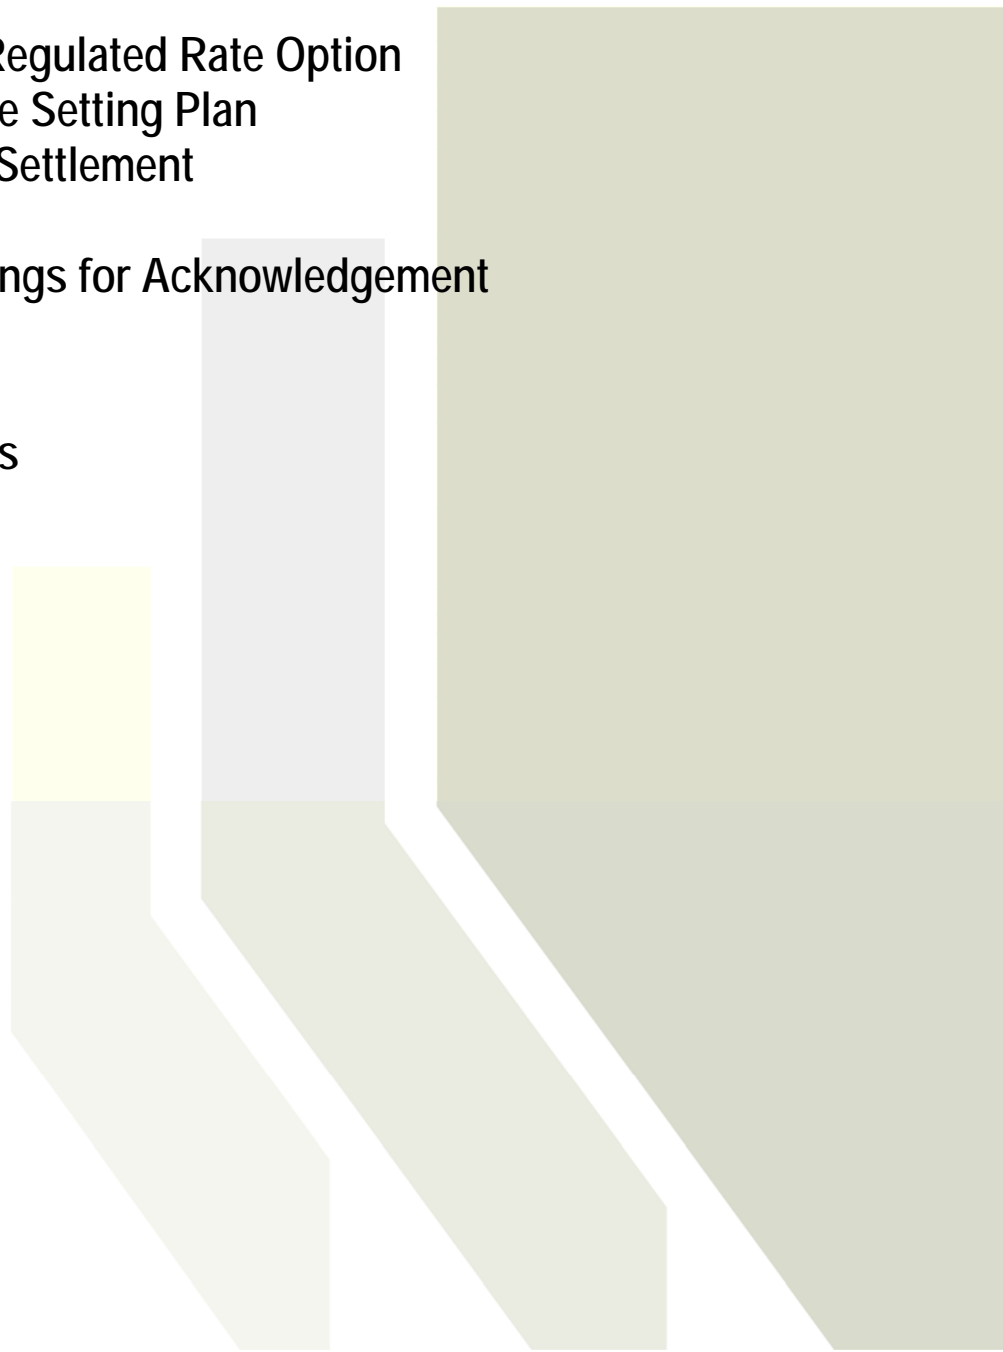 Regulated Rate Option
e Setting Plan
Settlement
ngs for Acknowledgement
s